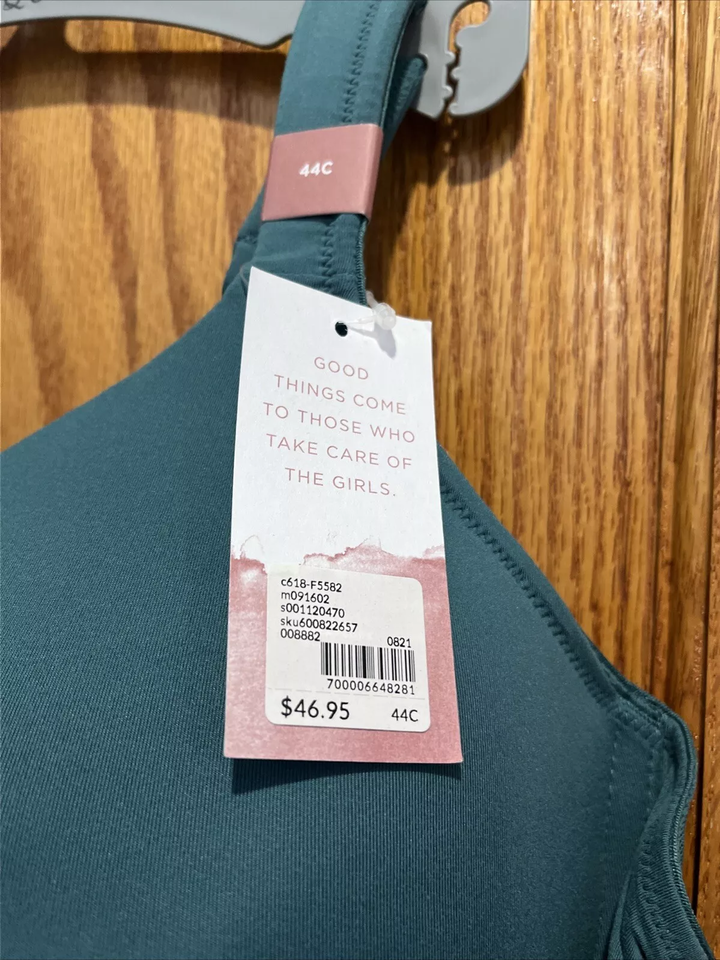 44C
GOOD
THINGS COME
TO THOSE WHO
TAKE CARE OF
THE GIRLS.
c618-F5582
m091602
s001120470
sku600822657
008882 0821
700006648281
$46.95 44C